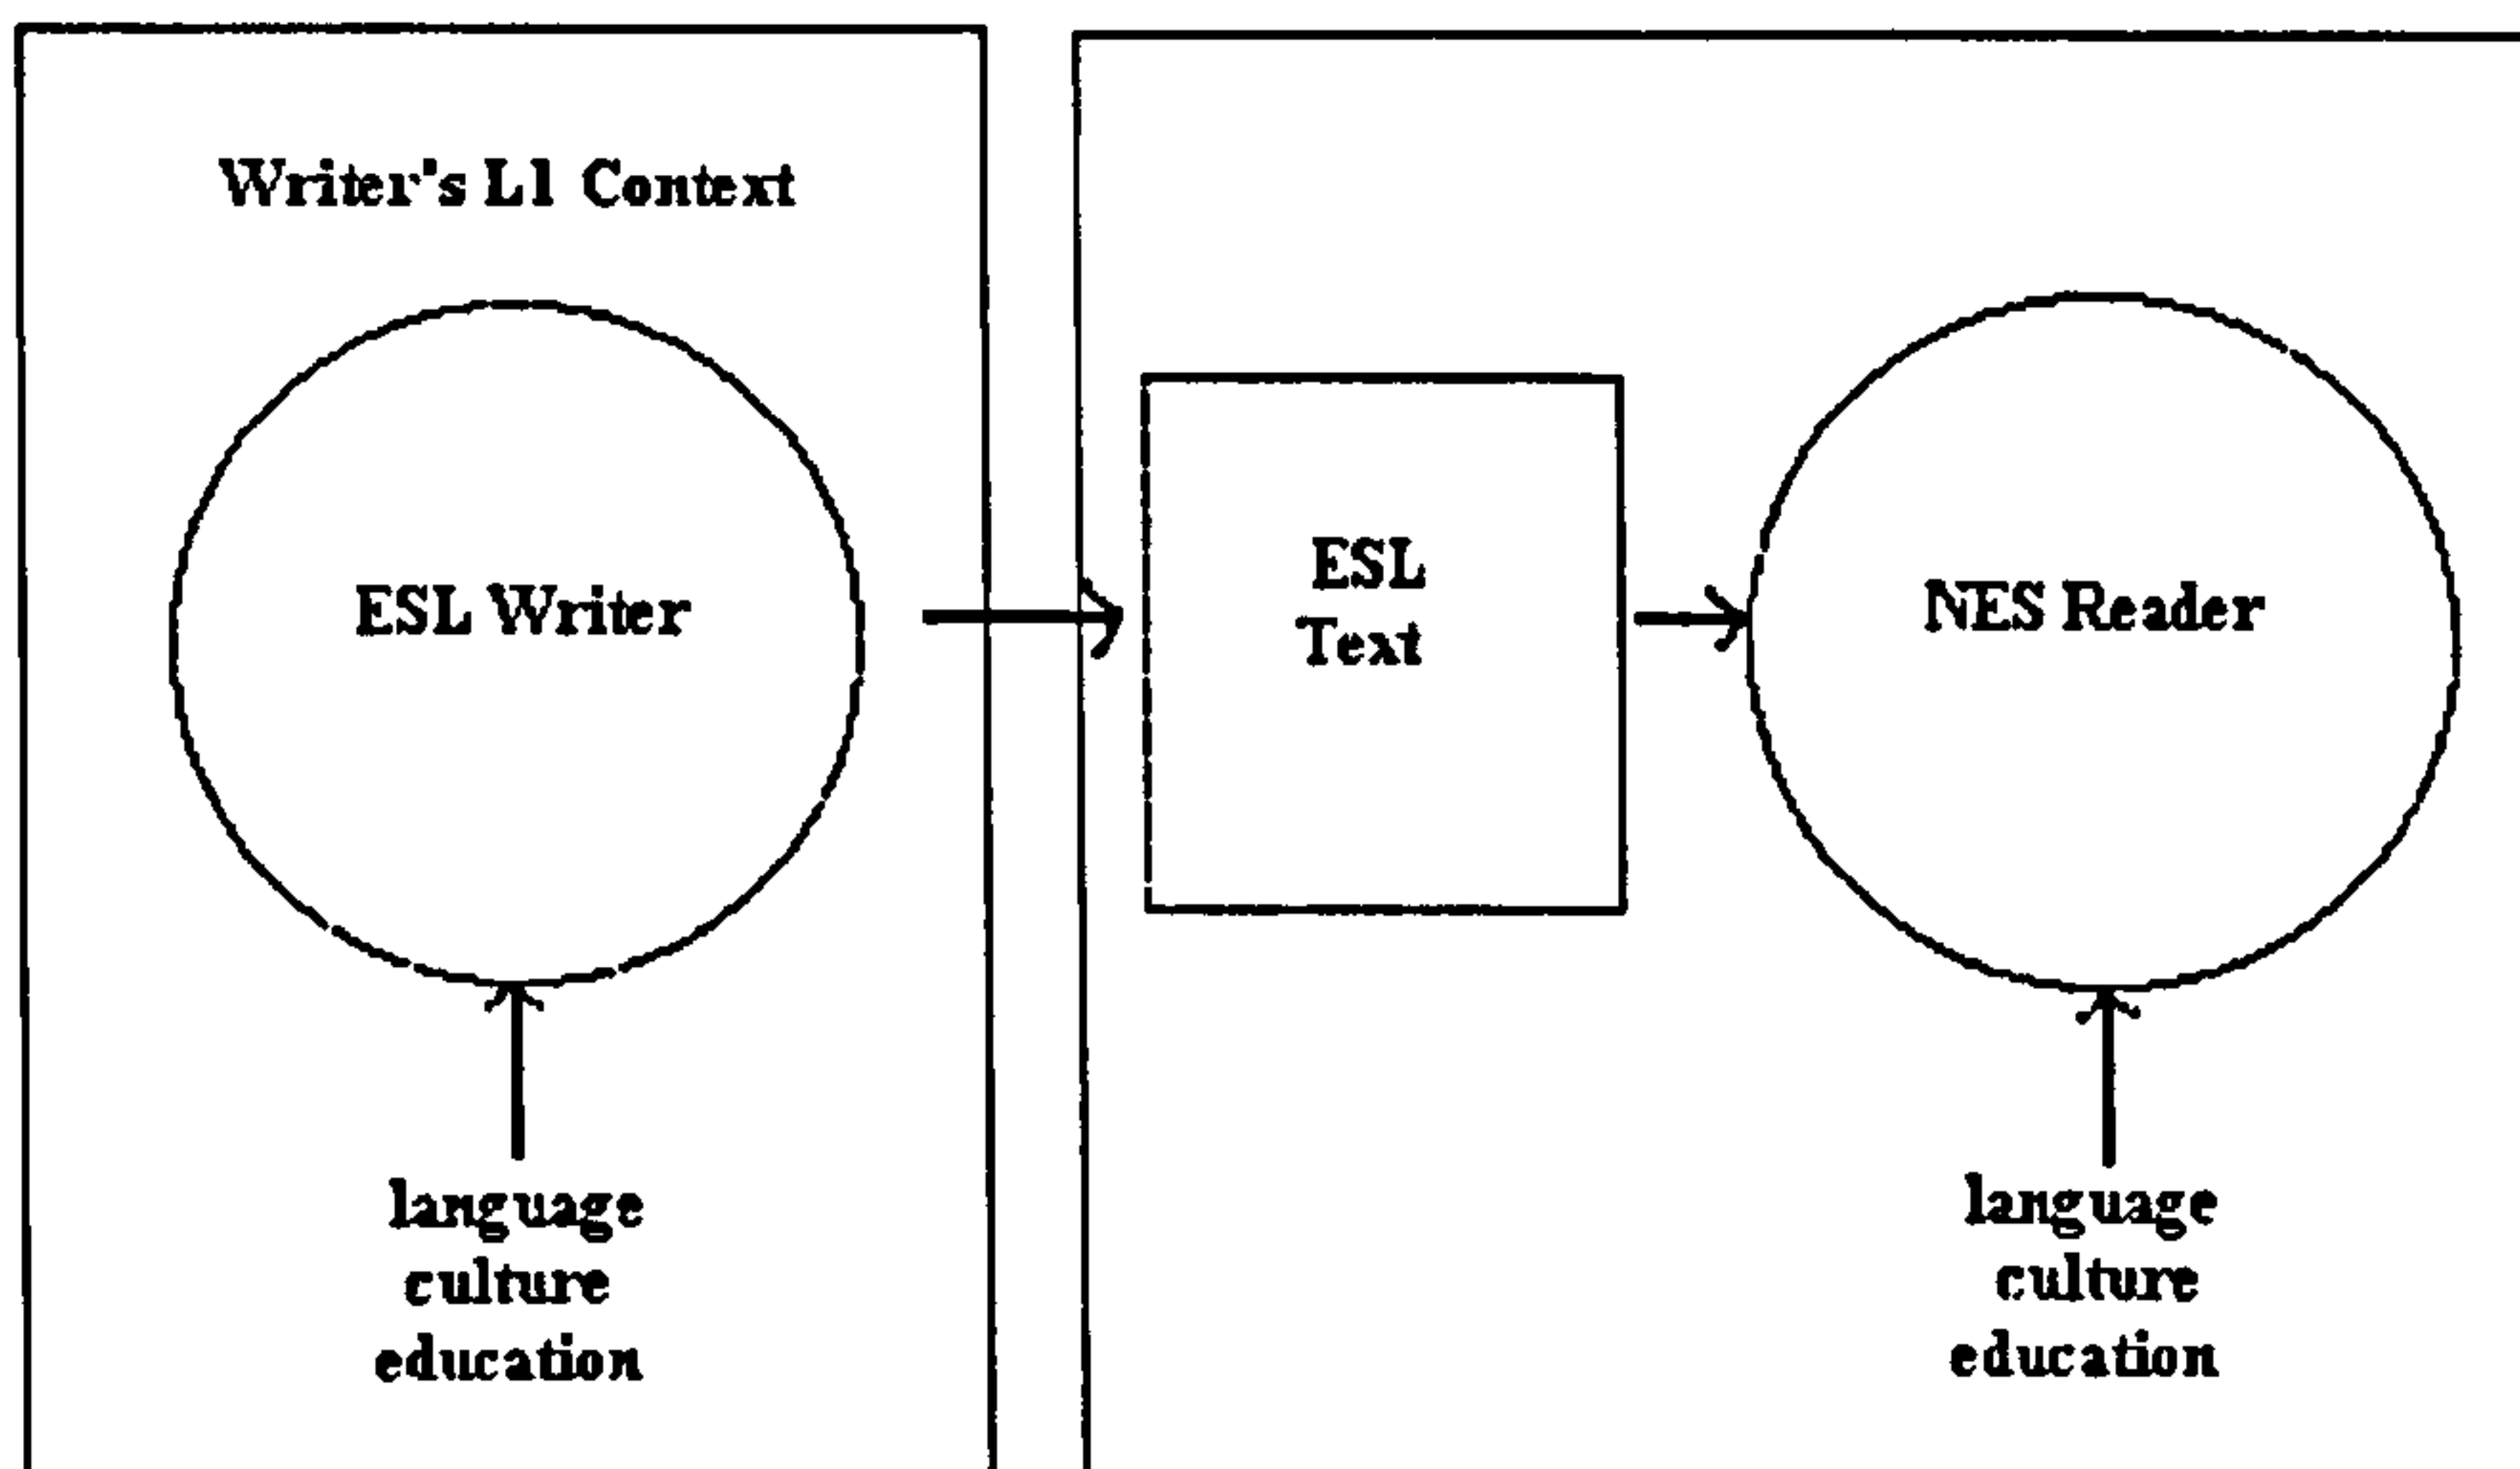 Writer's L1 Context
ESL Writer
language
culture
education
ESL
Text
NES Reader
language
culture
education